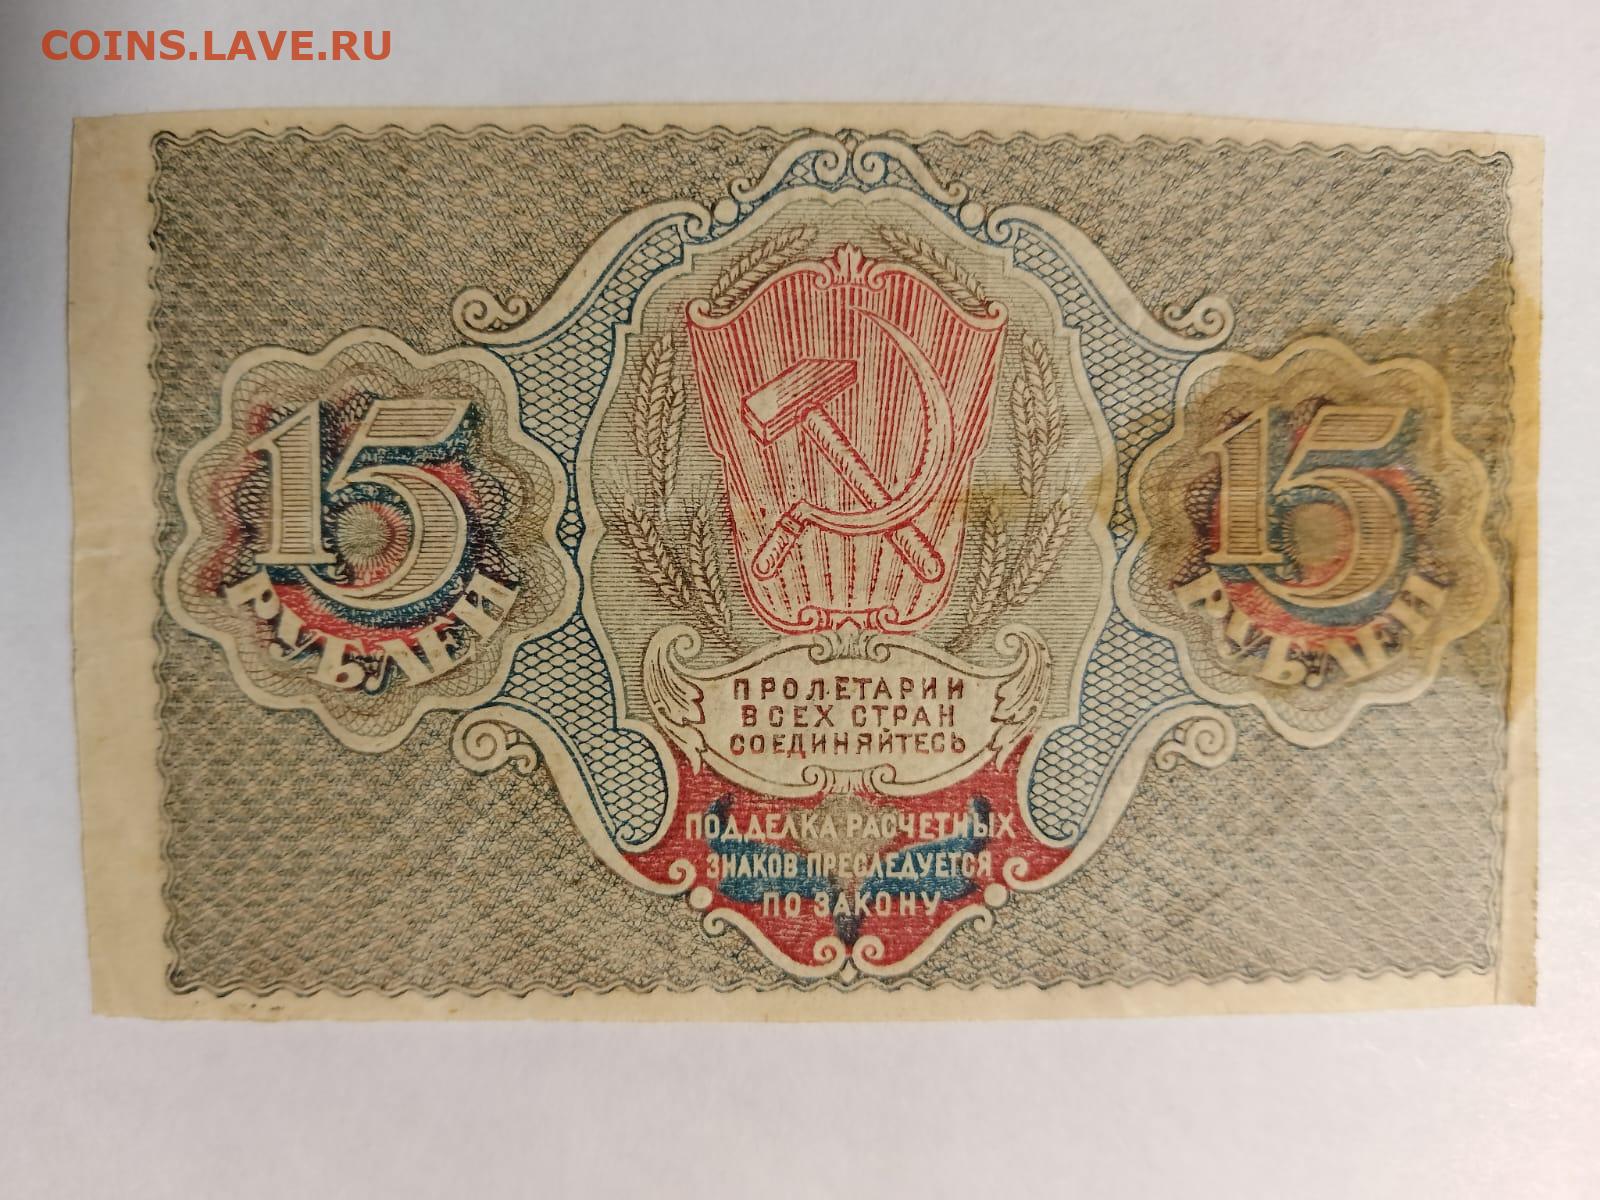 COINS.LAVE.RU
15
РУБЛЕЙ
15
РУБЛЕЙ
ПРОЛЕТАРИИ
ВСЕХ СТРАН
СОЕДИНЯЙТЕСЬ
ПОДДЕЛКА РАСЧЕТНЫХ
ЗНАКОВ ПРЕСЛЕДУЕТСЯ
ПО ЗАКОНУ